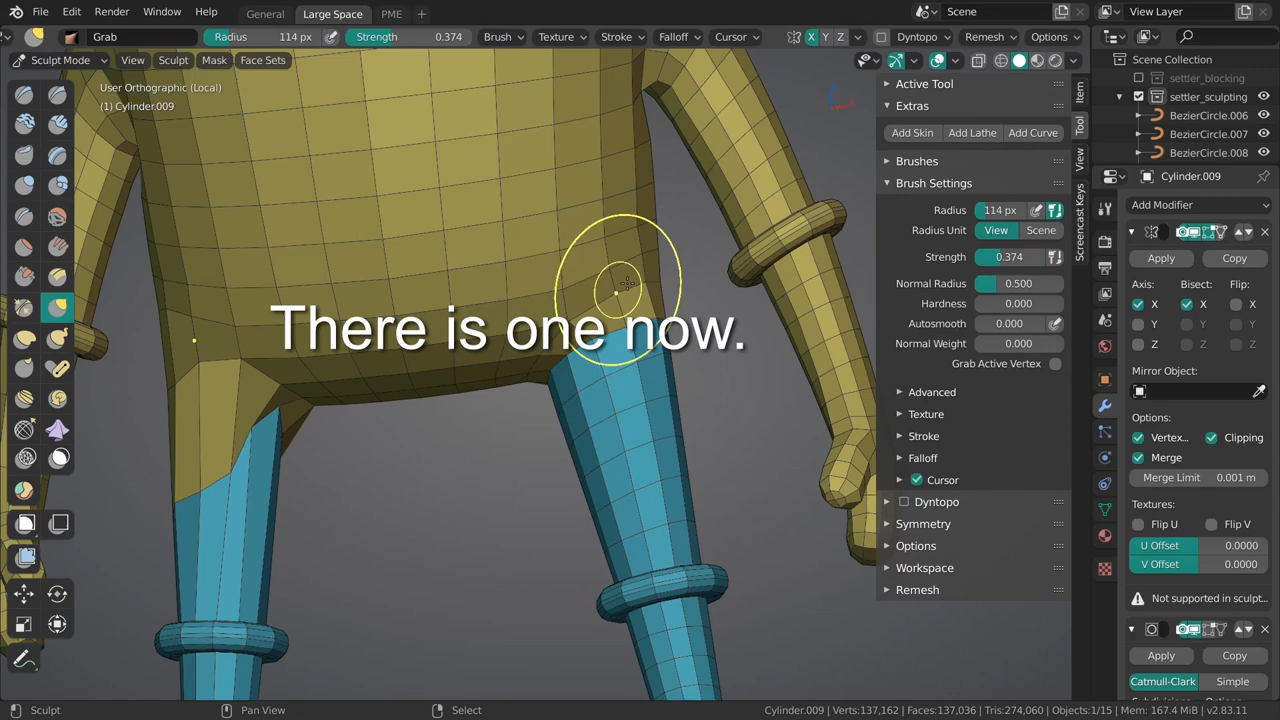 File Edit Render Window Help General Large Space PME + Scene View Layer
Grab Radius 114 px Strength 0.374 Brush Texture Stroke Falloff Cursor X Y Z Dyntopo Remesh Options
Sculpt Mode View Sculpt Mask Face Sets
User Orthographic (Local)
(1) Cylinder.009
There is one now.
Active Tool
Extras
Add Skin Add Lathe Add Curve
Brushes
Brush Settings
Radius 114 px
Radius Unit View Scene
Strength 0.374
Normal Radius 0.500
Hardness 0.000
Autosmooth 0.000
Normal Weight 0.000
Grab Active Vertex
Advanced
Texture
Stroke
Falloff
Cursor
Dyntopo
Symmetry
Options
Workspace
Remesh
Item
Tool
View
Screencast Keys
Scene Collection
settler_blocking
settler_sculpting
BezierCircle.006
BezierCircle.007
BezierCircle.008
Cylinder.009
Add Modifier
Apply Copy
Axis: Bisect: Flip:
X X X
Y Y Y
Z Z Z
Mirror Object:
Options:
Vertex... Clipping
Merge
Merge Limit 0.001 m
Textures:
Flip U Flip V
U Offset 0.0000
V Offset 0.0000
Not supported in sculpt
Apply Copy
Catmull-Clark Simple
Sculpt Pan View Select Cylinder.009 | Verts:137,162 | Faces:137,036 | Tris:274,060 | Objects:1/15 | Mem: 167.4 MiB | v2.83.11